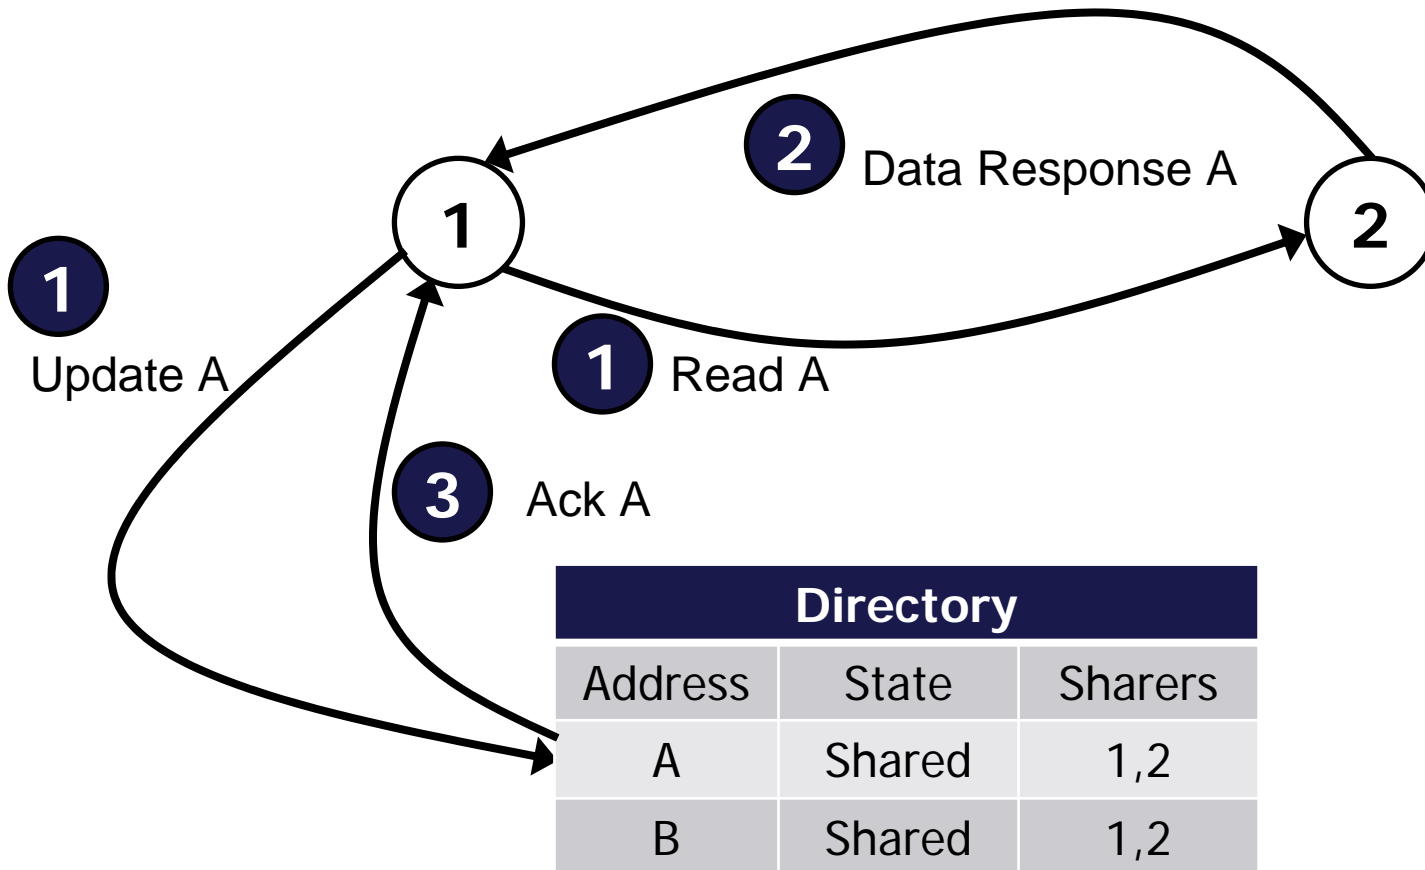 2
Data Response A
1
2
1
Update A
1
Read A
3
Ack A
Directory
Address State Sharers
A Shared 1,2
B Shared 1,2